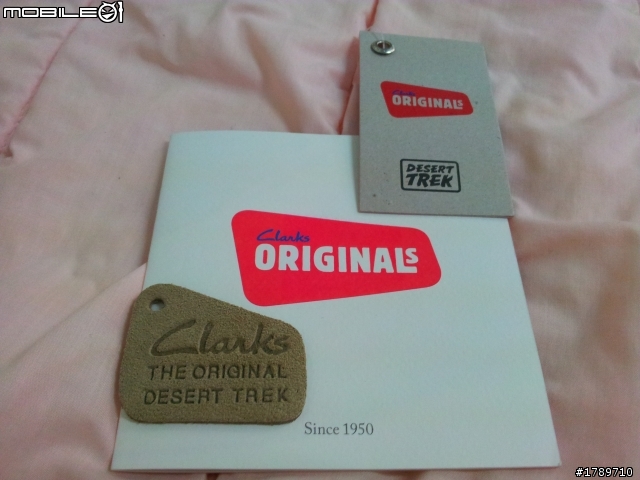 MOBILE01
Clarks
ORIGINALS
DESERT
TREK
Clarks
ORIGINALS
Clarks
THE ORIGINAL
DESERT TREK
Since 1950
#1789710